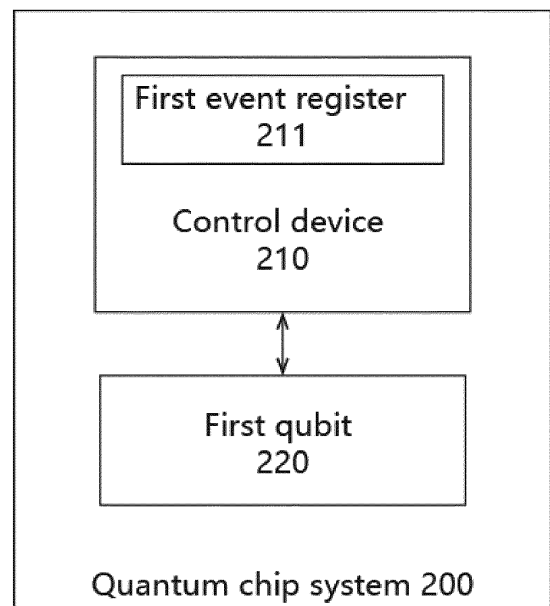 First event register
211
Control device
210
First qubit
220
Quantum chip system 200